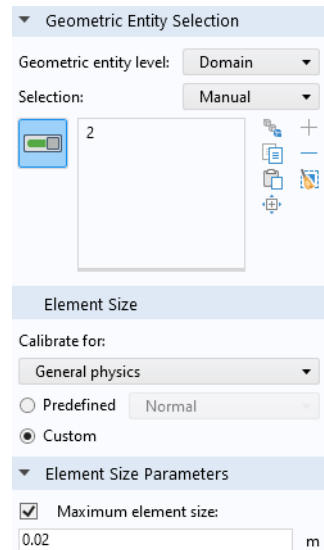 Geometric Entity Selection
Geometric entity level: Domain
Selection: Manual
2
Element Size
Calibrate for:
General physics
Predefined Normal
Custom
Element Size Parameters
Maximum element size:
0.02 m